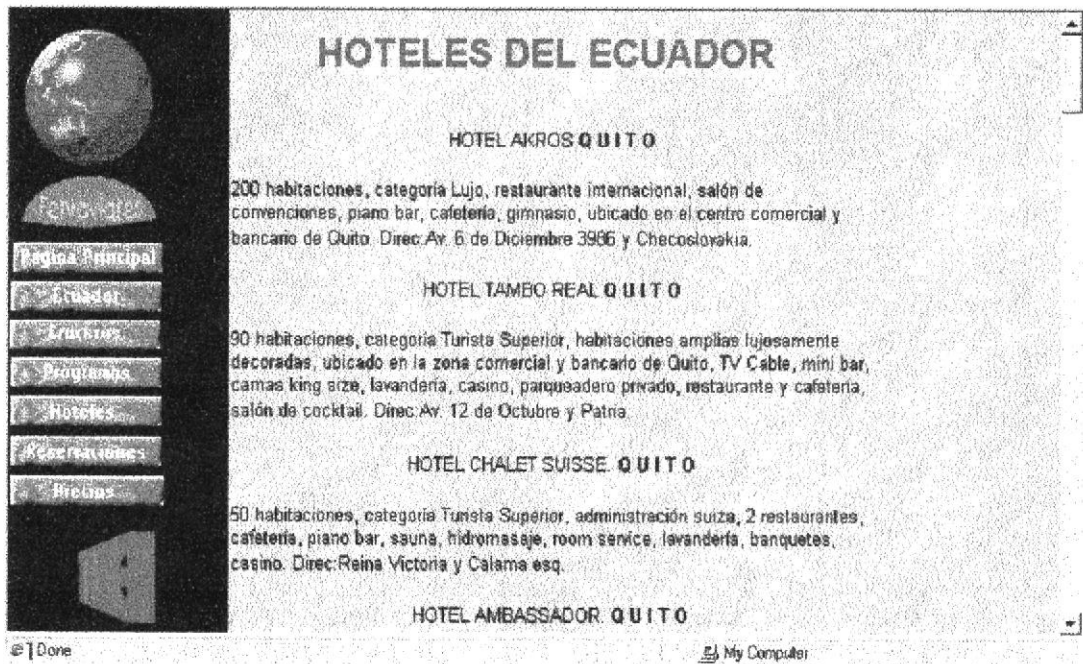 HOTELES DEL ECUADOR
HOTEL AKROS Q U I T O
200 habitaciones, categoría Lujo, restaurante internacional, salón de
convenciones, piano bar, cafetería, gimnasio, ubicado en el centro comercial y
bancario de Quito. Direc:Av. 6 de Diciembre 3986 y Checoslovakia.
HOTEL TAMBO REAL Q U I T O
90 habitaciones, categoría Turista Superior, habitaciones amplias lujosamente
decoradas, ubicado en la zona comercial y bancario de Quito, TV Cable, mini bar,
camas king size, lavandería, casino, parqueadero privado, restaurante y cafetería,
salón de cocktail. Direc:Av. 12 de Octubre y Patria.
HOTEL CHALET SUISSE. Q U I T O
50 habitaciones, categoría Turista Superior, administración suiza, 2 restaurantes,
cafetería, piano bar, sauna, hidromasaje, room service, lavandería, banquetes,
casino. Direc:Reina Victoria y Calama esq.
HOTEL AMBASSADOR. Q U I T O
Página Principal
Ecuador
Cruceros
Programas
Hoteles
Reservaciones
Precios
Done
My Computer